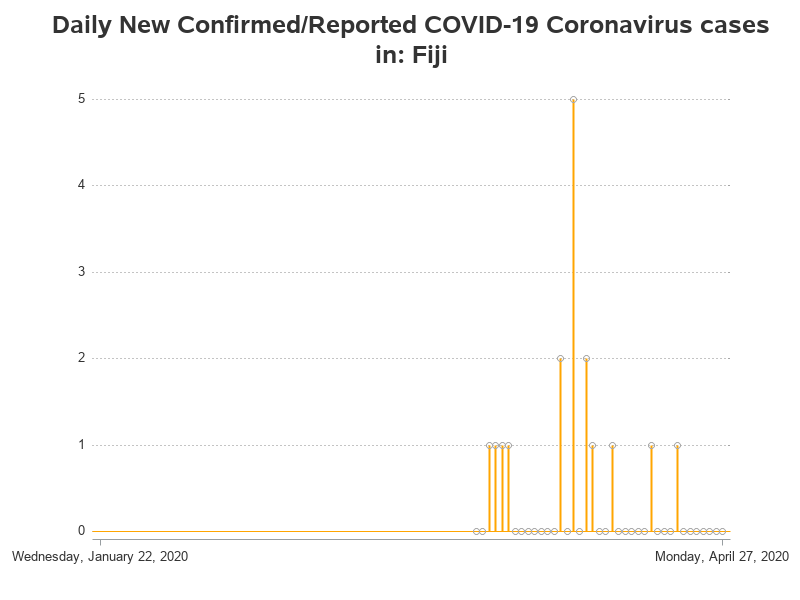 Daily New Confirmed/Reported COVID-19 Coronavirus cases
in: Fiji
5
4
3
2
1
0
Wednesday, January 22, 2020
Monday, April 27, 2020